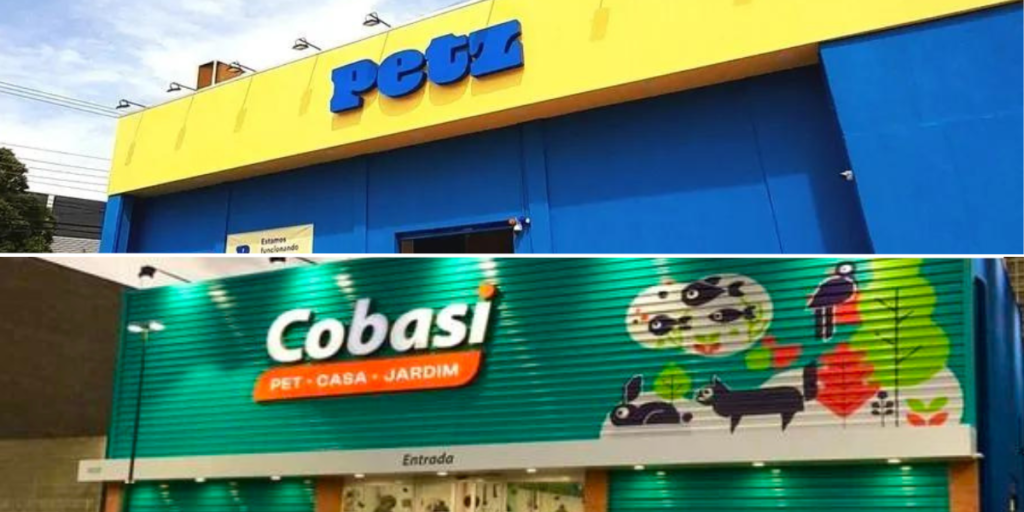 Petz
Estamos
funcionando
Cobasi
PET · CASA · JARDIM
Entrada